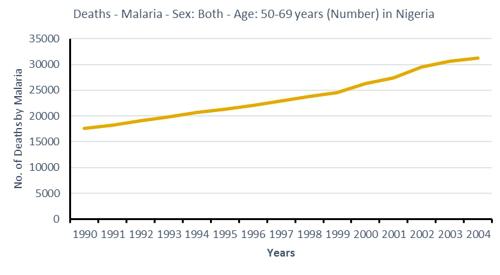 Deaths - Malaria - Sex: Both - Age: 50-69 years (Number) in Nigeria
No. of Deaths by Malaria
35000
30000
25000
20000
15000
10000
5000
0
1990 1991 1992 1993 1994 1995 1996 1997 1998 1999 2000 2001 2002 2003 2004
Years